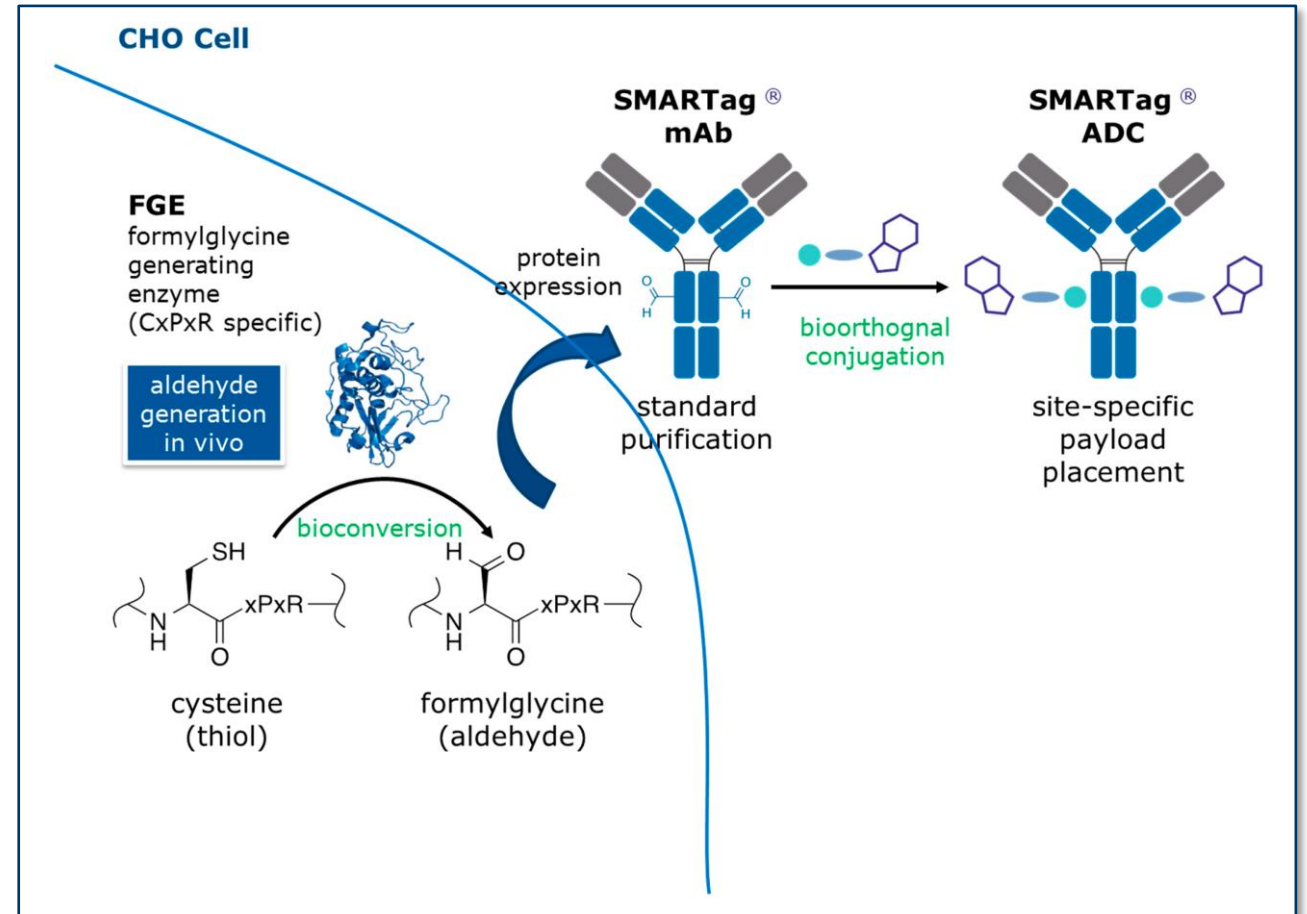 CHO Cell
FGE
formylglycine
generating
enzyme
(CxPxR specific)
aldehyde
generation
in vivo
bioconversion
SH
N
H
O
xPxR
cysteine
(thiol)
H
O
N
H
O
xPxR
formylglycine
(aldehyde)
protein
expression
SMARTag ®
mAb
O
H
O
H
standard
purification
bioorthognal
conjugation
SMARTag ®
ADC
site-specific
payload
placement